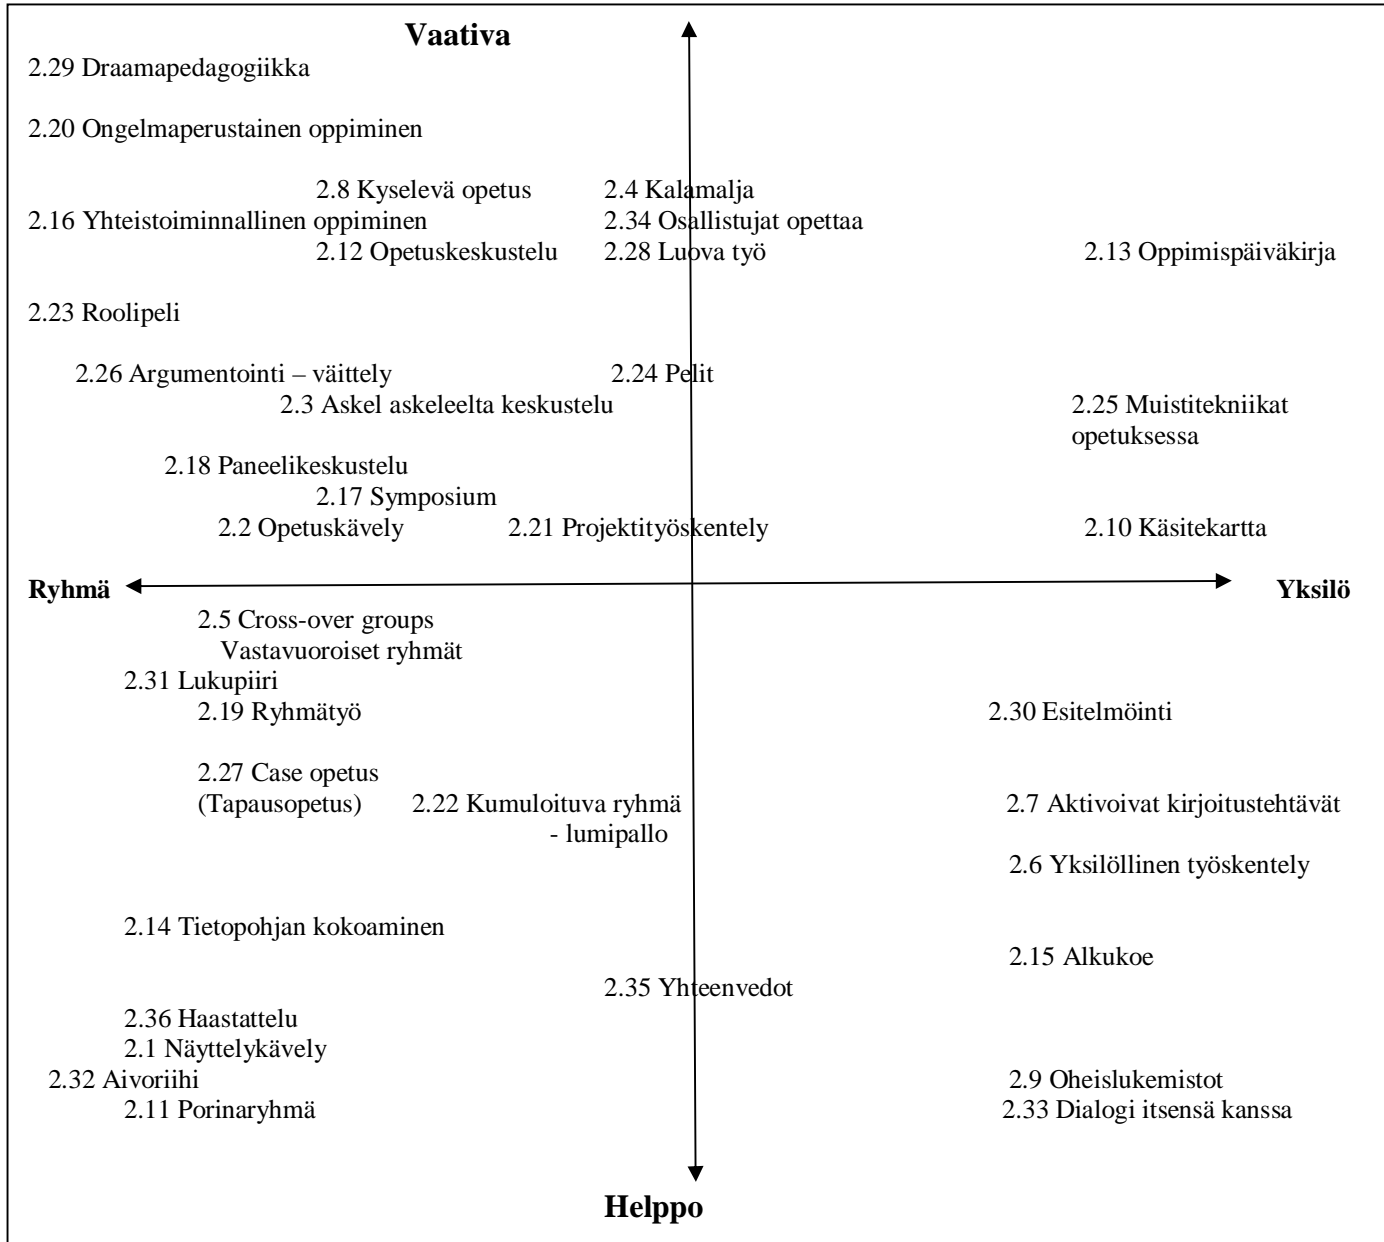 Vaativa
2.29 Draamapedagogiikka
2.20 Ongelmaperustainen oppiminen
2.8 Kyselevä opetus
2.4 Kalamalja
2.16 Yhteistoiminnallinen oppiminen
2.34 Osallistujat opettaa
2.12 Opetuskeskustelu
2.28 Luova työ
2.13 Oppimispäiväkirja
2.23 Roolipeli
2.26 Argumentointi – väittely
2.24 Pelit
2.3 Askel askeleelta keskustelu
2.25 Muistitekniikat
opetuksessa
2.18 Paneelikeskustelu
2.17 Symposium
2.2 Opetuskävely
2.21 Projektityöskentely
2.10 Käsitekartta
Ryhmä
Yksilö
2.5 Cross-over groups
Vastavuoroiset ryhmät
2.31 Lukupiiri
2.19 Ryhmätyö
2.30 Esitelmöinti
2.27 Case opetus
(Tapausopetus)
2.22 Kumuloituva ryhmä
- lumipallo
2.7 Aktivoivat kirjoitustehtävät
2.6 Yksilöllinen työskentely
2.14 Tietopohjan kokoaminen
2.15 Alkukoe
2.35 Yhteenvedot
2.36 Haastattelu
2.1 Näyttelykävely
2.32 Aivoriihi
2.9 Oheislukemistot
2.11 Porinaryhmä
2.33 Dialogi itsensä kanssa
Helppo